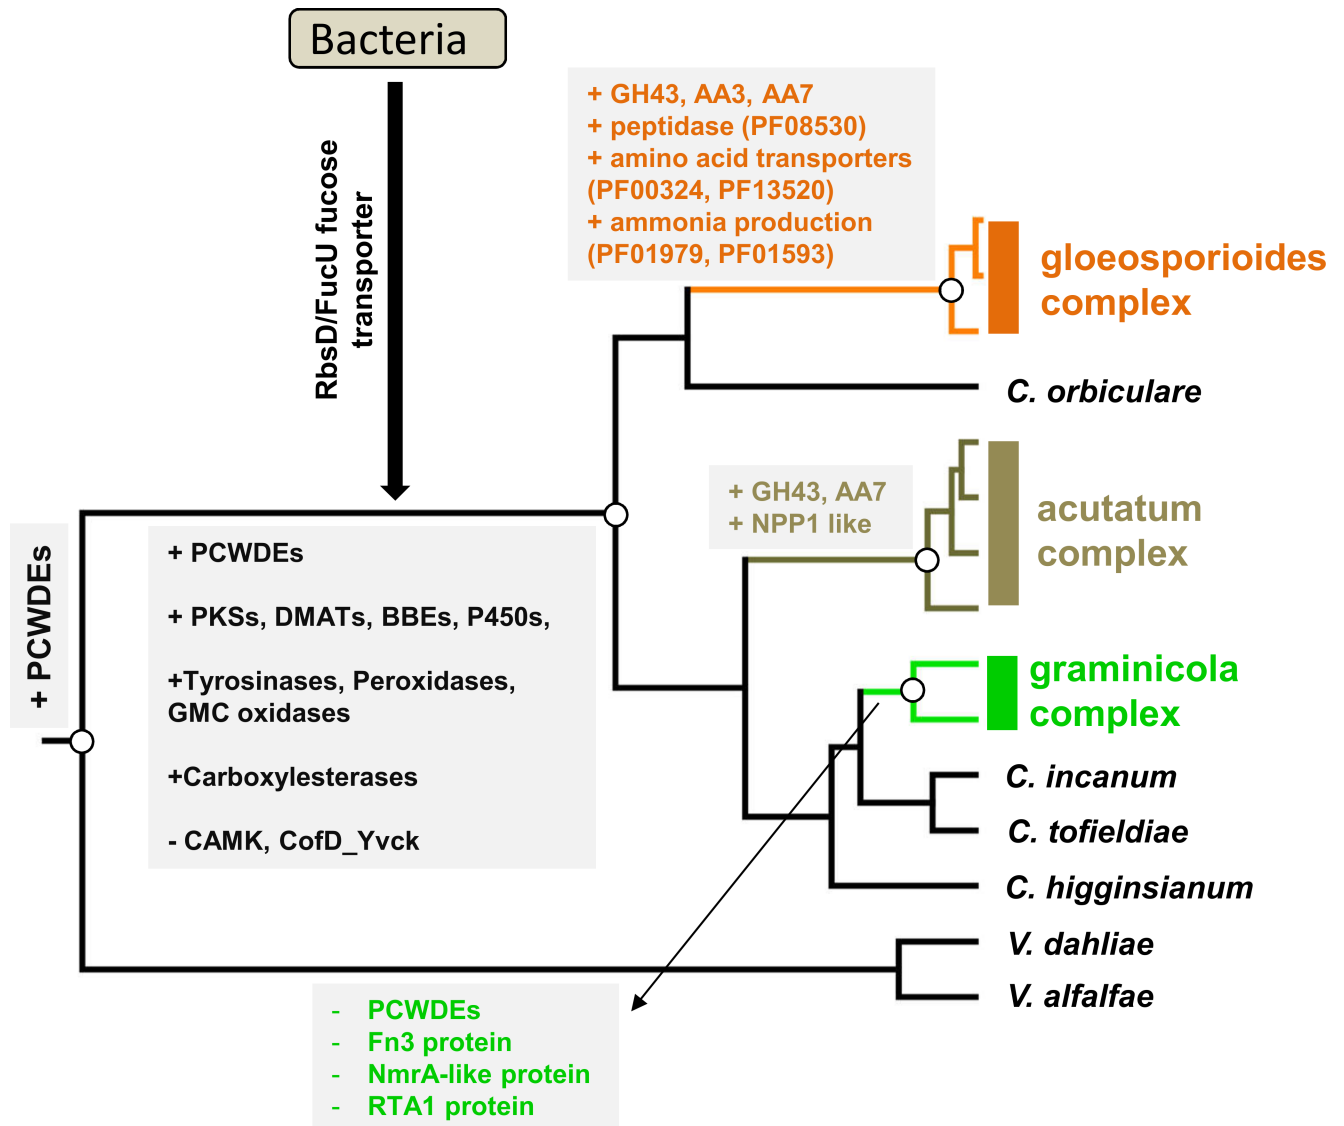 Bacteria
RbsD/FucU fucose
transporter
+ GH43, AA3, AA7
+ peptidase (PF08530)
+ amino acid transporters
(PF00324, PF13520)
+ ammonia production
(PF01979, PF01593)
gloeosporioides
complex
C. orbiculare
+ GH43, AA7
+ NPP1 like
acutatum
complex
+ PCWDEs
+ PCWDEs
+ PKSs, DMATs, BBEs, P450s,
+Tyrosinases, Peroxidases,
GMC oxidases
+Carboxylesterases
- CAMK, CofD_Yvck
graminicola
complex
C. incanum
C. tofieldiae
C. higginsianum
V. dahliae
V. alfalfae
- PCWDEs
- Fn3 protein
- NmrA-like protein
- RTA1 protein